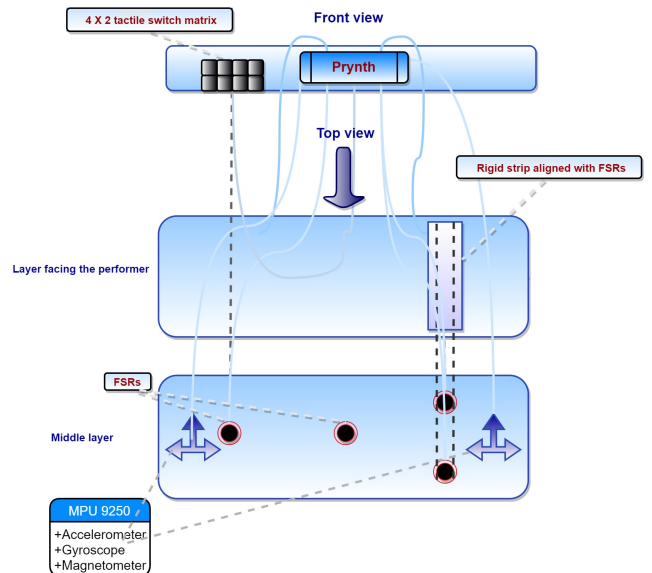 4 X 2 tactile switch matrix
Front view
Prynth
Top view
Rigid strip aligned with FSRs
Layer facing the performer
FSRs
Middle layer
MPU 9250
+Accelerometer
+Gyroscope
+Magnetometer